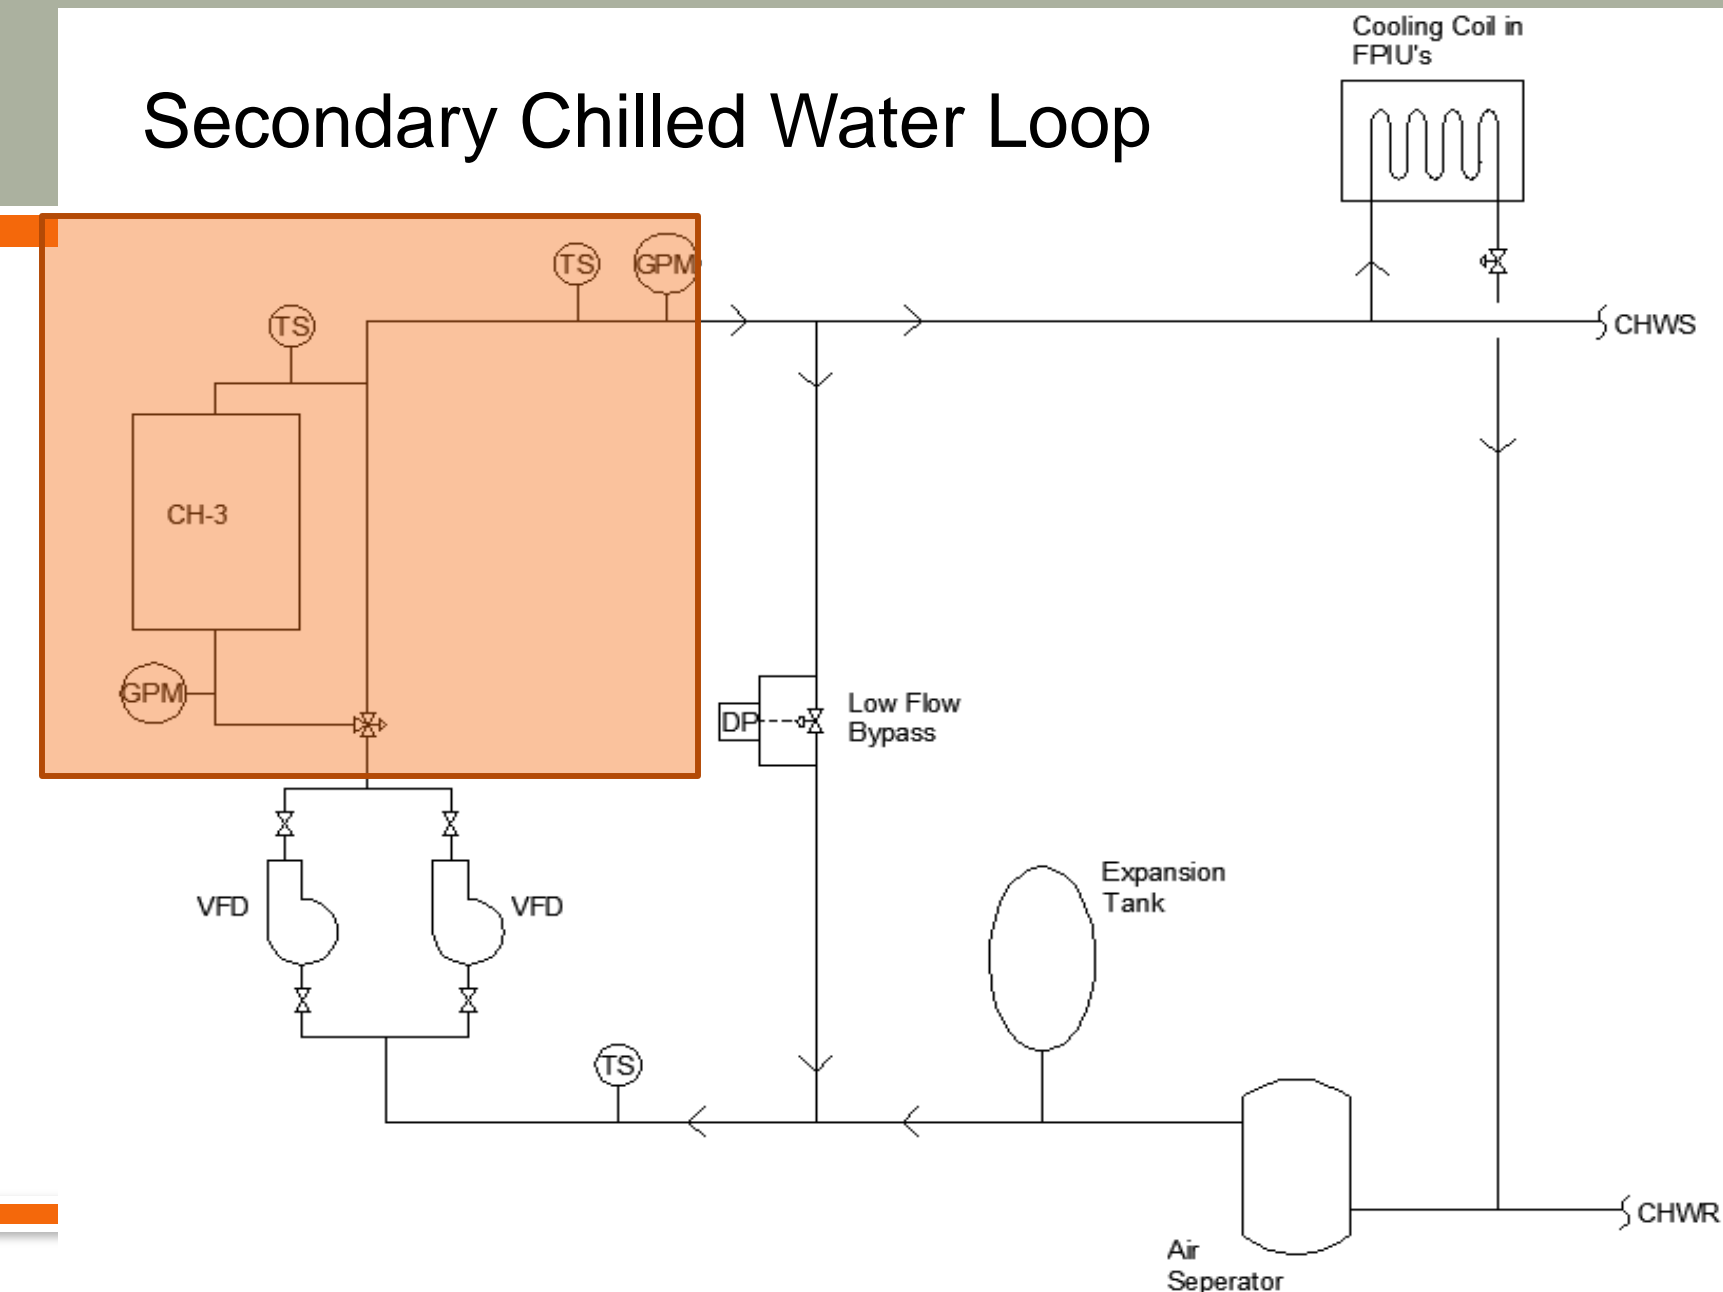 Cooling Coil in
FPIU's
Secondary Chilled Water Loop
TS
GPM
TS
CHWS
CH-3
GPM
DP
Low Flow
Bypass
VFD
VFD
Expansion
Tank
TS
CHWR
Air
Seperator